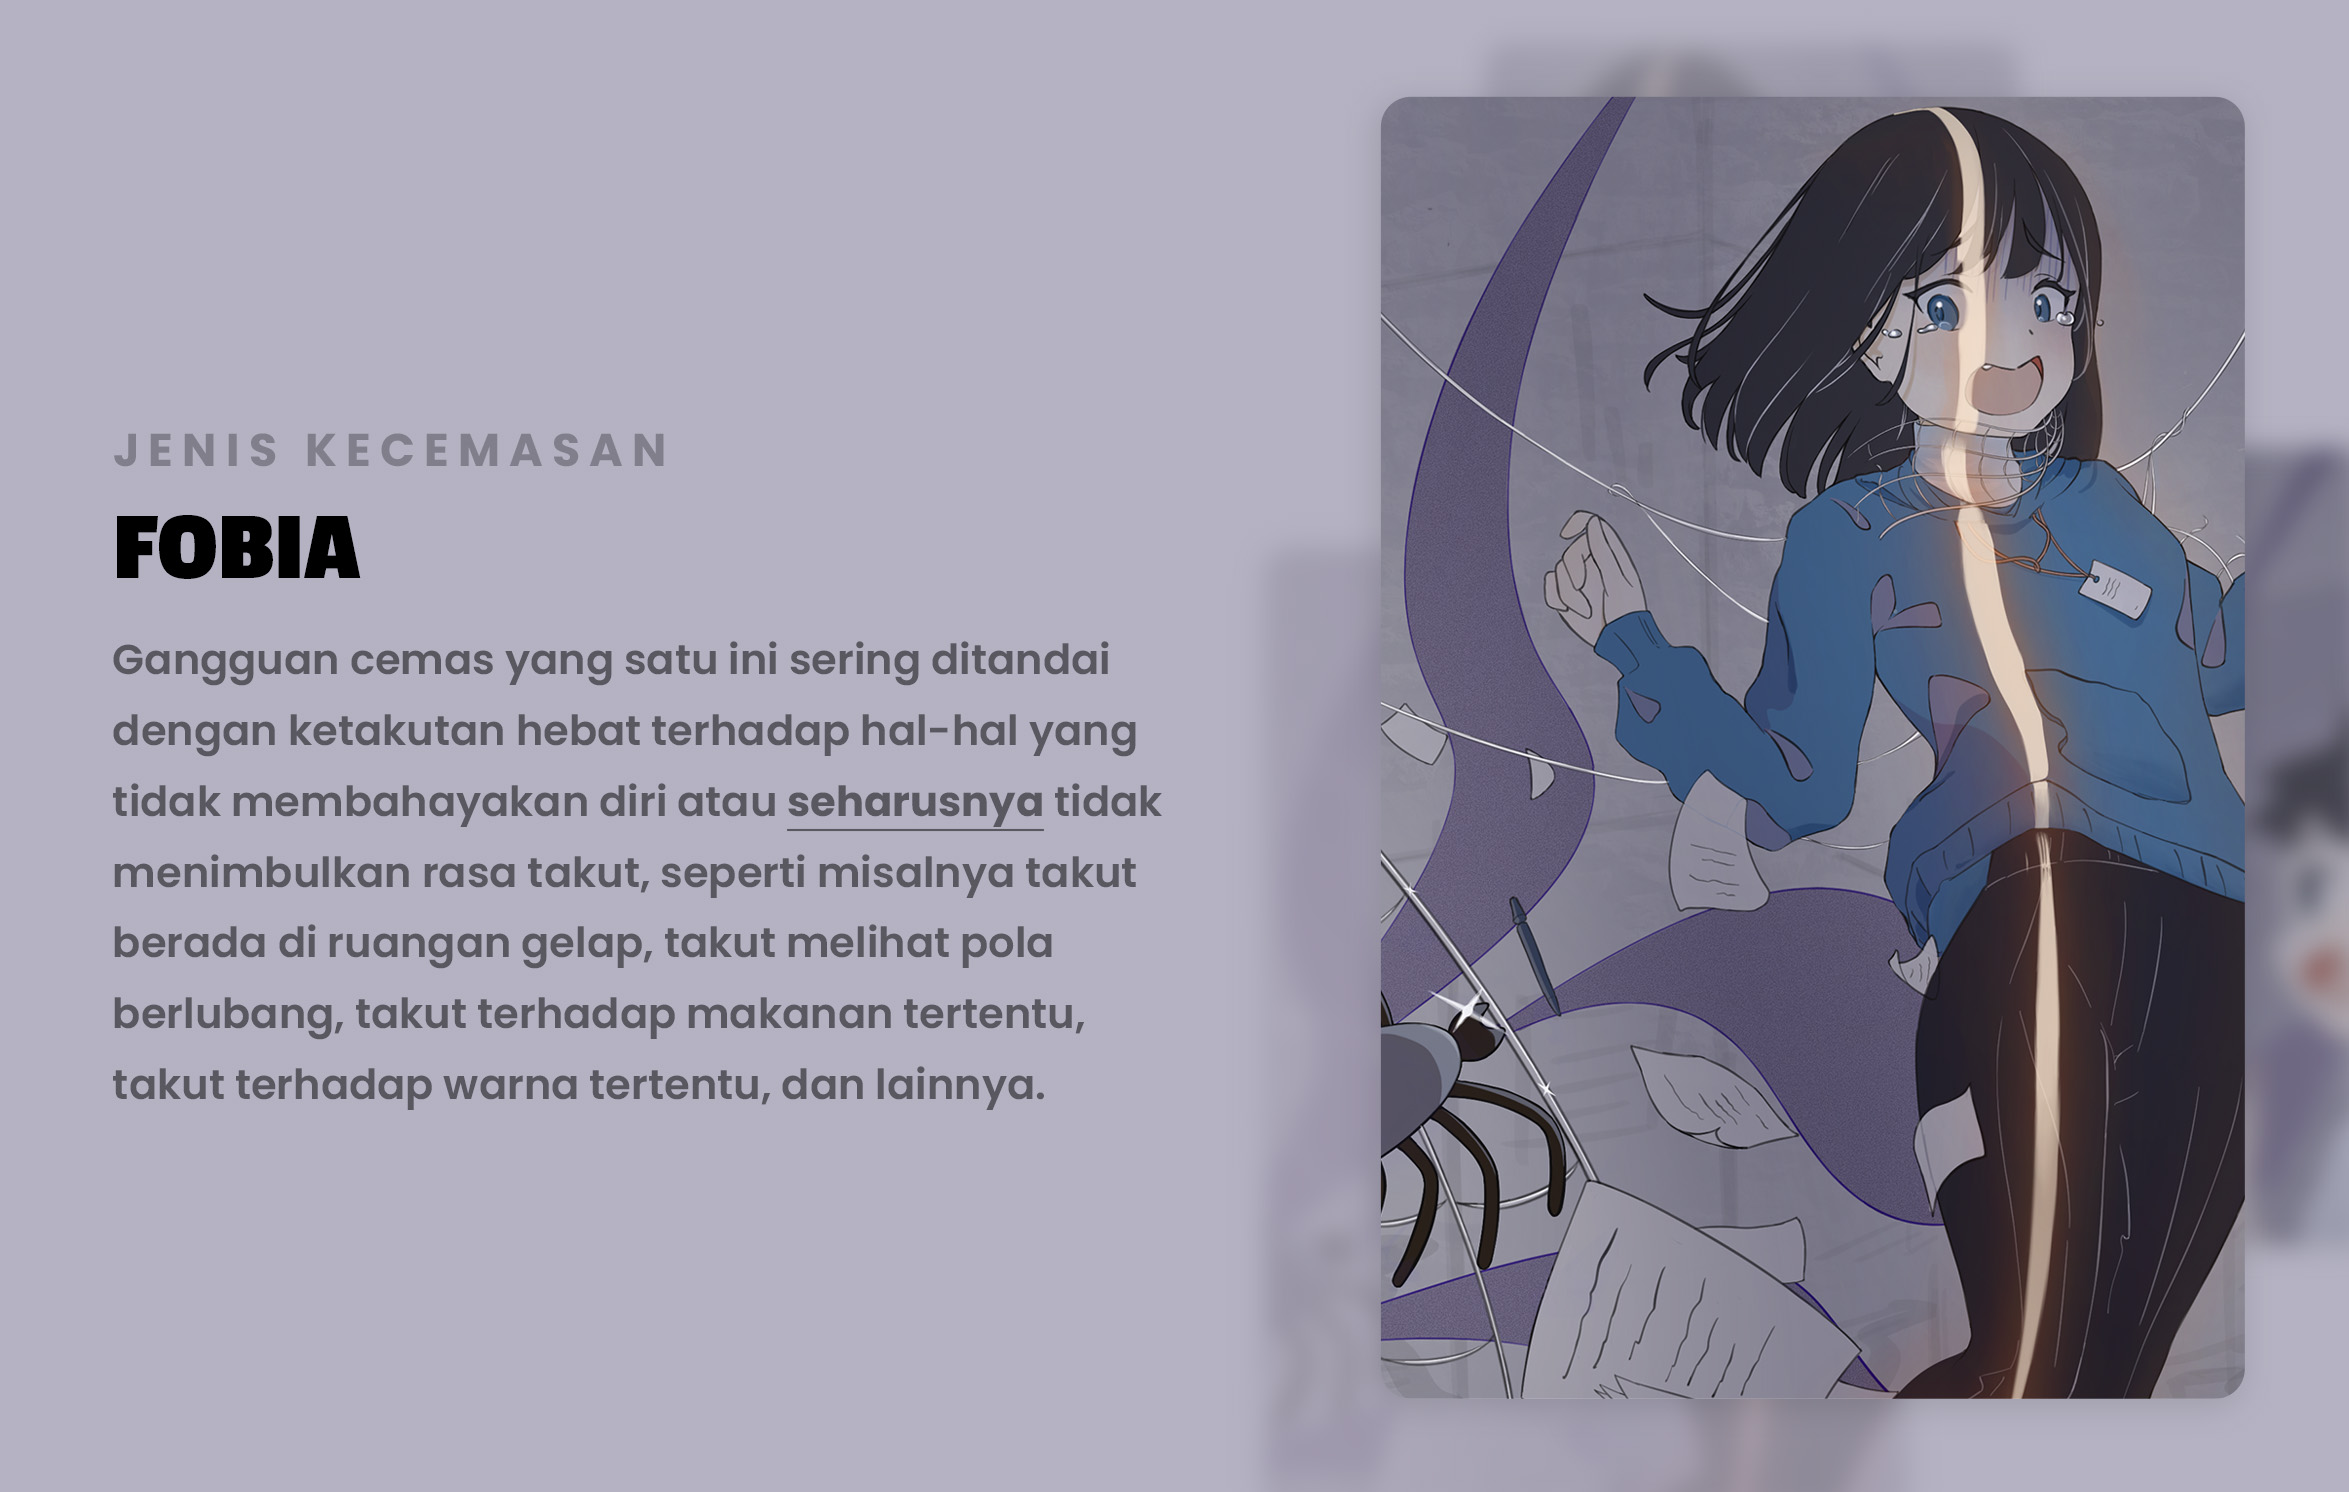 JENIS KECEMASAN
FOBIA
Gangguan cemas yang satu ini sering ditandai
dengan ketakutan hebat terhadap hal-hal yang
tidak membahayakan diri atau seharusnya tidak
menimbulkan rasa takut, seperti misalnya takut
berada di ruangan gelap, takut melihat pola
berlubang, takut terhadap makanan tertentu,
takut terhadap warna tertentu, dan lainnya.